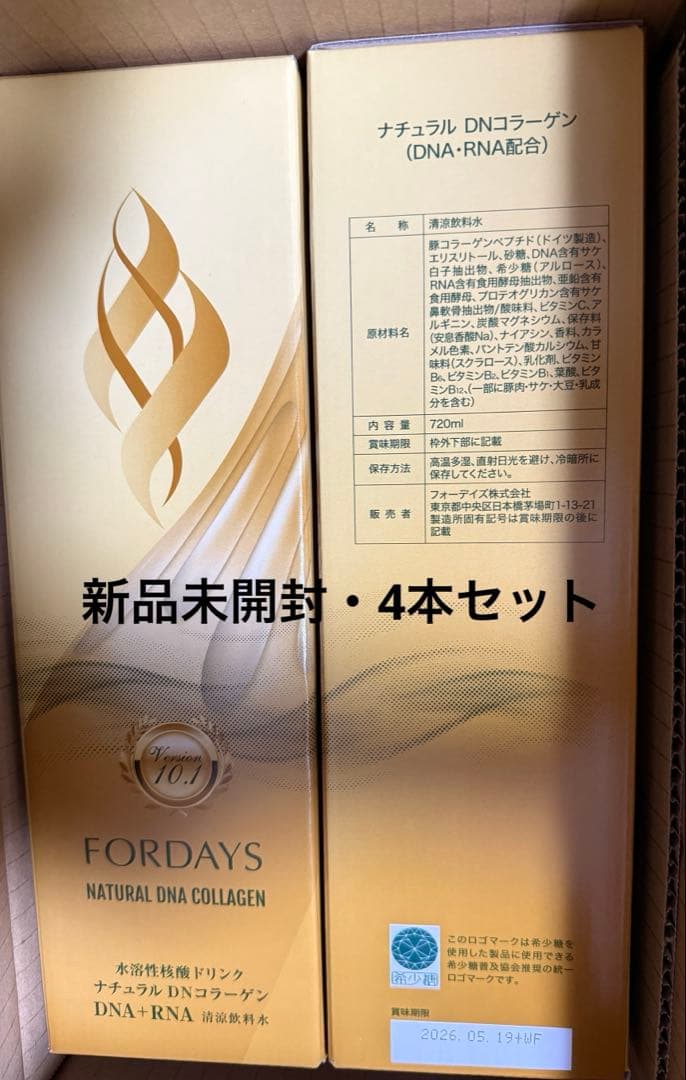 Version
10.1
FORDAYS
NATURAL DNA COLLAGEN
水溶性核酸ドリンク
ナチュラル DNコラーゲン
DNA+RNA 清涼飲料水
ナチュラル DNコラーゲン
(DNA・RNA配合)
名 称 清涼飲料水
原材料名
豚コラーゲンペプチド(ドイツ製造)、
エリスリトール、砂糖、DNA含有サケ
白子抽出物、希少糖(アルロース)、
RNA含有食用酵母抽出物、亜鉛含有
食用酵母、プロテオグリカン含有サケ
鼻軟骨抽出物/酸味料、ビタミンC、ア
ルギニン、炭酸マグネシウム、保存料
(安息香酸Na)、ナイアシン、香料、カラ
メル色素、パントテン酸カルシウム、甘
味料(スクラロース)、乳化剤、ビタミン
B₆、ビタミンB₂、ビタミンB₁、葉酸、ビタ
ミンB₁₂、(一部に豚肉・サケ・大豆・乳成
分を含む)
内容量 720ml
賞味期限 枠外下部に記載
保存方法
高温多湿、直射日光を避け、冷暗所に
保存してください。
販売者
フォーデイズ株式会社
東京都中央区日本橋茅場町1-13-21
製造所固有記号は賞味期限の後に
記載
新品未開封・4本セット
希少糖
このロゴマークは希少糖を
使用した製品に使用できる
希少糖普及協会推奨の統一
ロゴマークです。
賞味期限
2026.05.19+WF